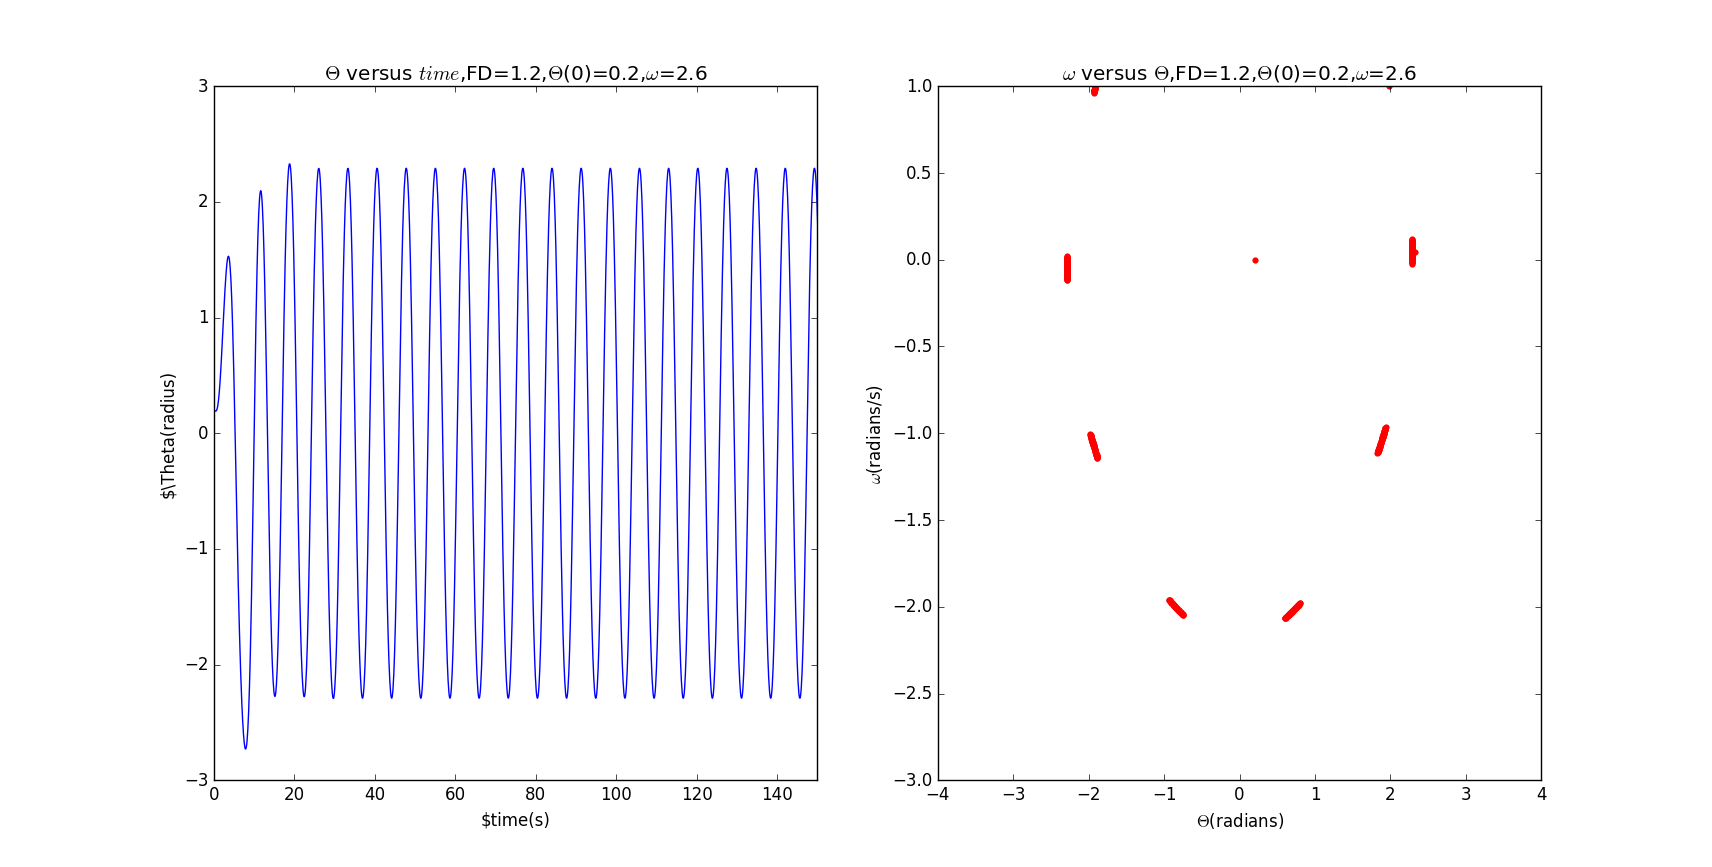 Θ versus time,FD=1.2,Θ(0)=0.2,ω=2.6
3
2
1
0
−1
−2
−3
$\Theta(radius)
0 20 40 60 80 100 120 140
$time(s)
ω versus Θ,FD=1.2,Θ(0)=0.2,ω=2.6
1.0
0.5
0.0
−0.5
−1.0
−1.5
−2.0
−2.5
−3.0
ω(radians/s)
−4 −3 −2 −1 0 1 2 3 4
Θ(radians)